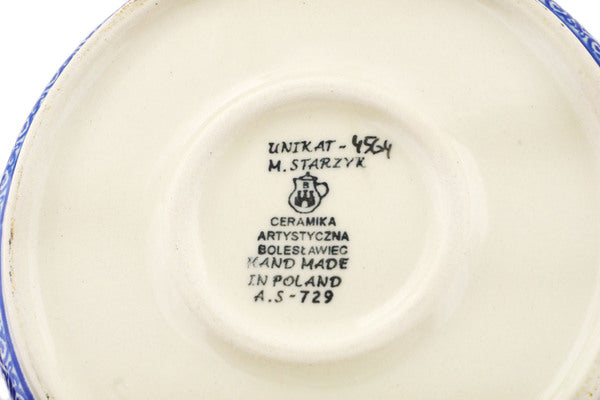 UNIKAT - 4564
M. STARZYK
B
CERAMIKA
ARTYSTYCZNA
BOLESŁAWIEC
HAND MADE
IN POLAND
A.S - 729